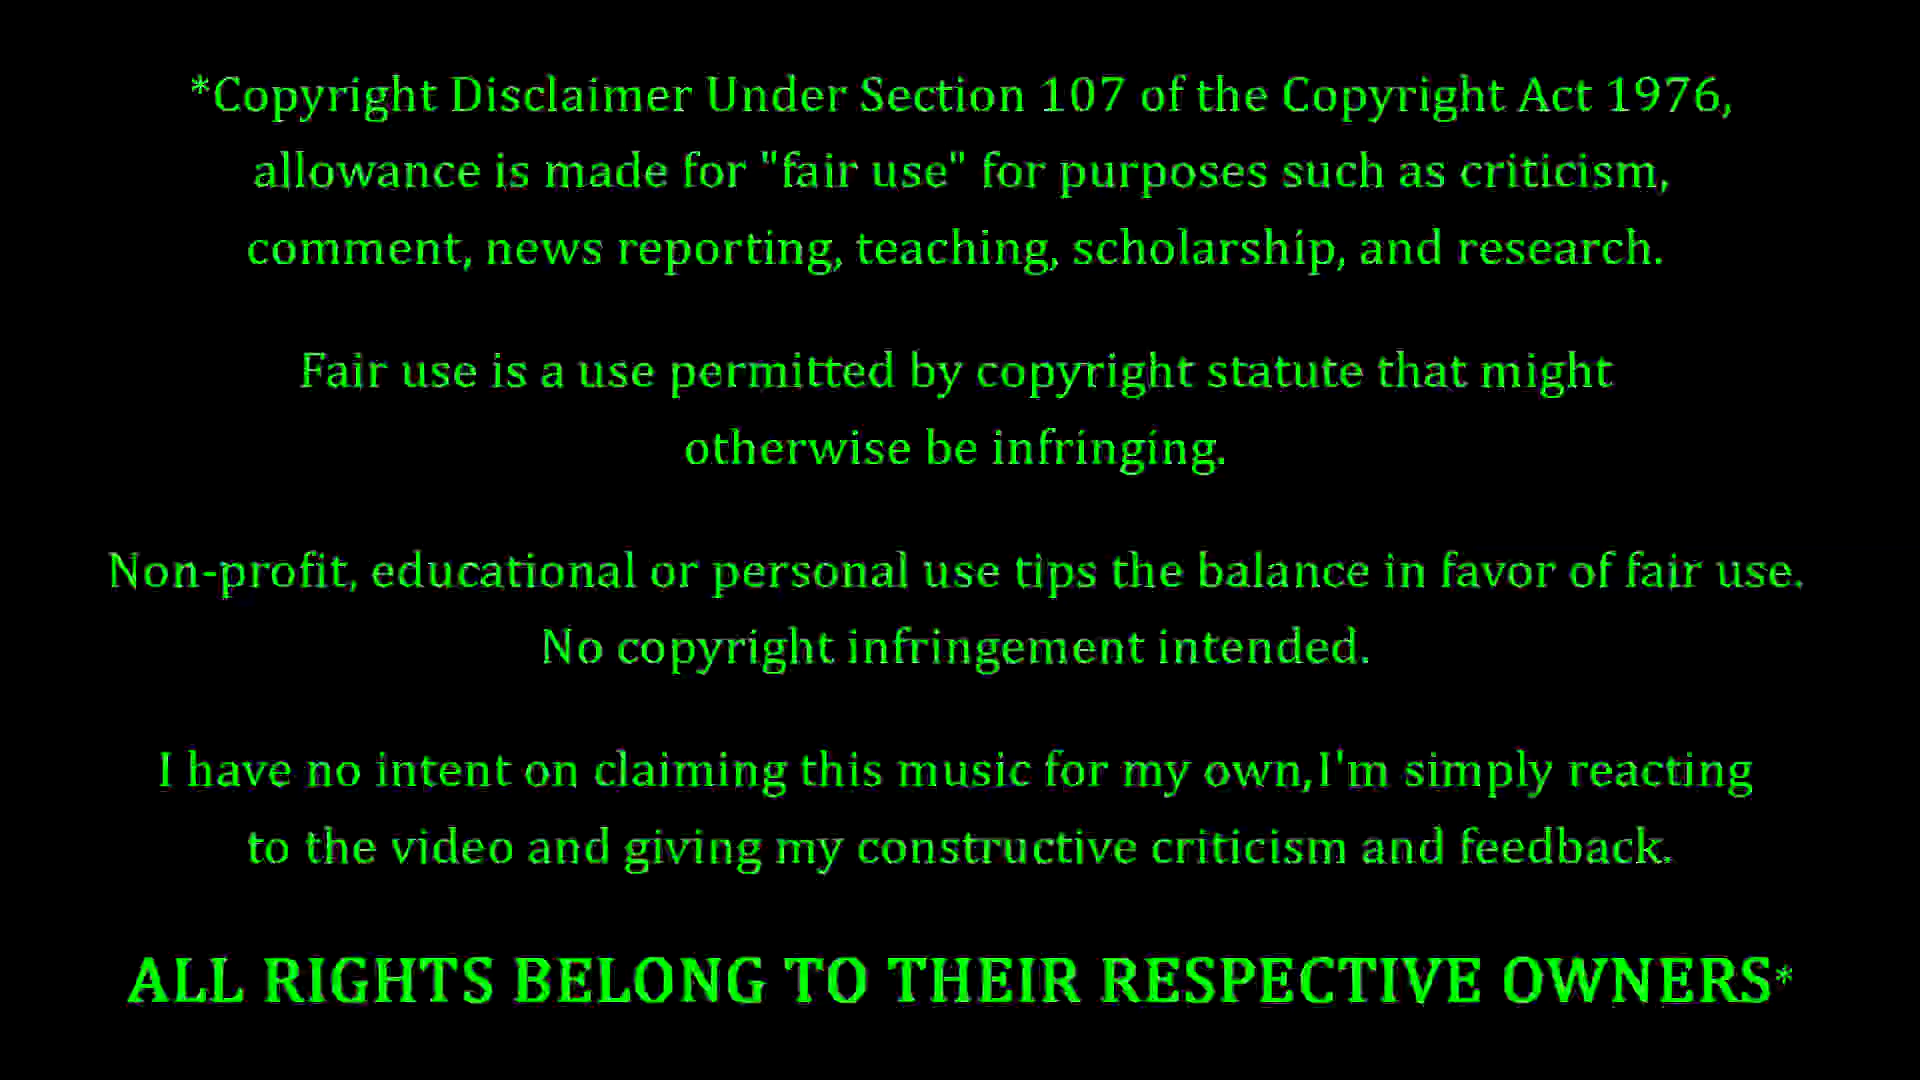 *Copyright Disclaimer Under Section 107 of the Copyright Act 1976,
allowance is made for "fair use" for purposes such as criticism,
comment, news reporting, teaching, scholarship, and research.
Fair use is a use permitted by copyright statute that might
otherwise be infringing.
Non-profit, educational or personal use tips the balance in favor of fair use.
No copyright infringement intended.
I have no intent on claiming this music for my own,I'm simply reacting
to the video and giving my constructive criticism and feedback.
ALL RIGHTS BELONG TO THEIR RESPECTIVE OWNERS*